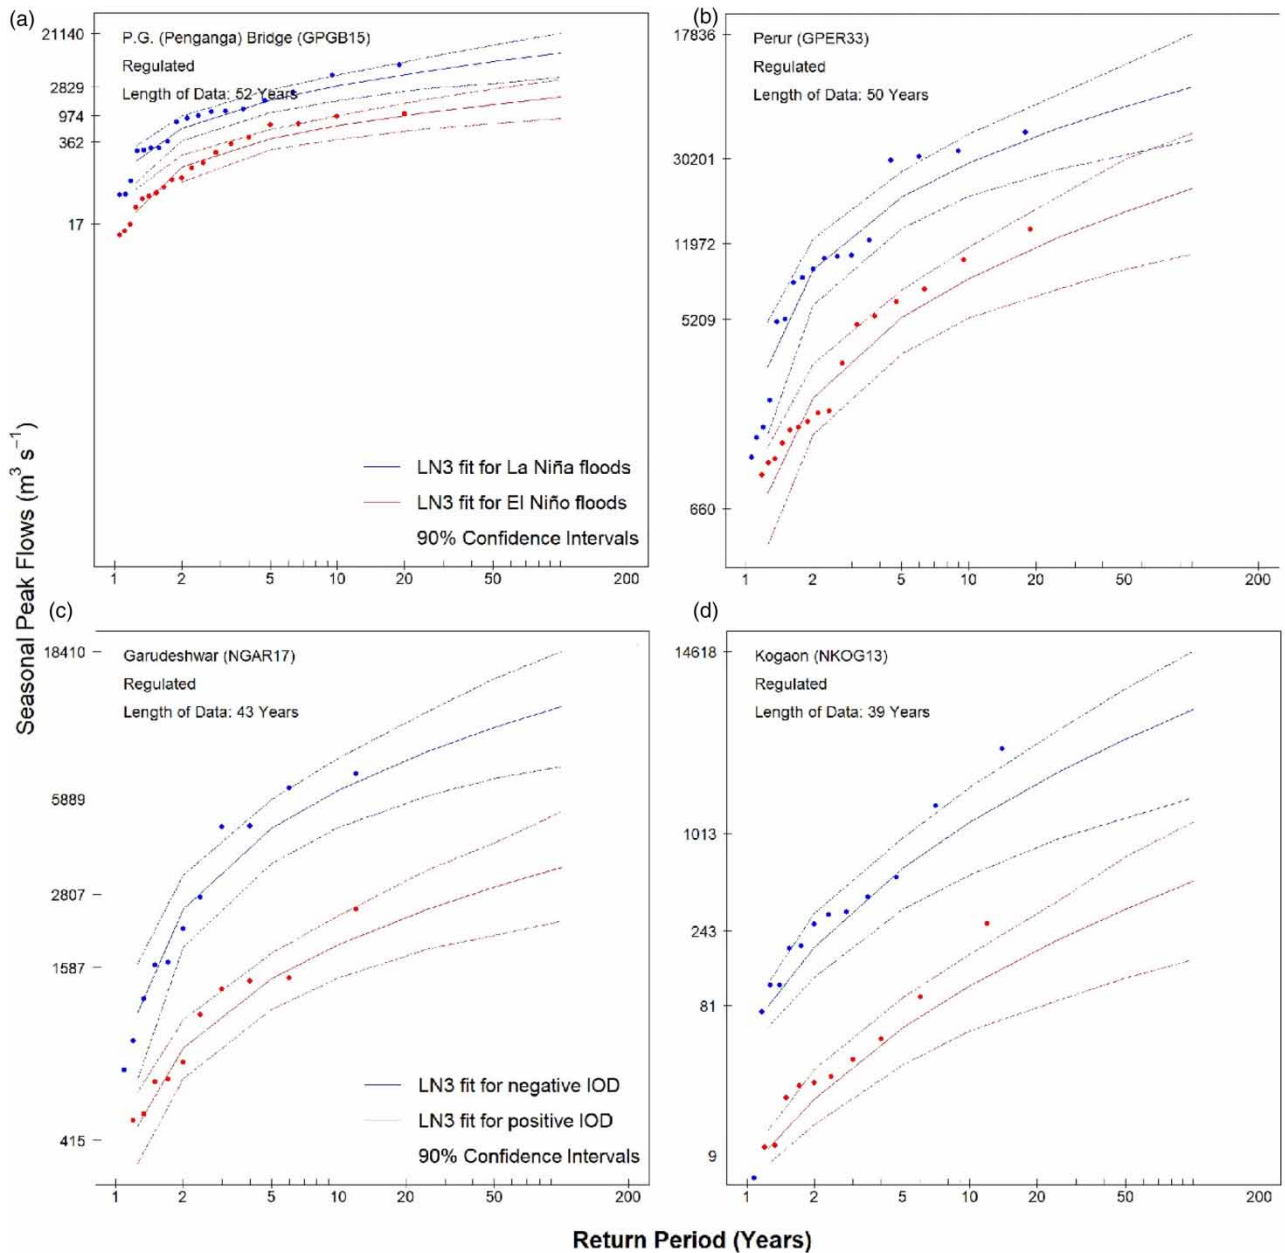 (a)
P.G. (Penganga) Bridge (GPGB15)
Regulated
Length of Data: 52 Years
21140
2829
974
362
17
LN3 fit for La Niña floods
LN3 fit for El Niño floods
90% Confidence Intervals
1 2 5 10 20 50 200
(b)
Perur (GPER33)
Regulated
Length of Data: 50 Years
17836
30201
11972
5209
660
1 2 5 10 20 50 200
Seasonal Peak Flows (m³ s⁻¹)
(c)
Garudeshwar (NGAR17)
Regulated
Length of Data: 43 Years
18410
5889
2807
1587
415
LN3 fit for negative IOD
LN3 fit for positive IOD
90% Confidence Intervals
1 2 5 10 20 50 200
(d)
Kogaon (NKOG13)
Regulated
Length of Data: 39 Years
14618
1013
243
81
9
1 2 5 10 20 50 200
Return Period (Years)